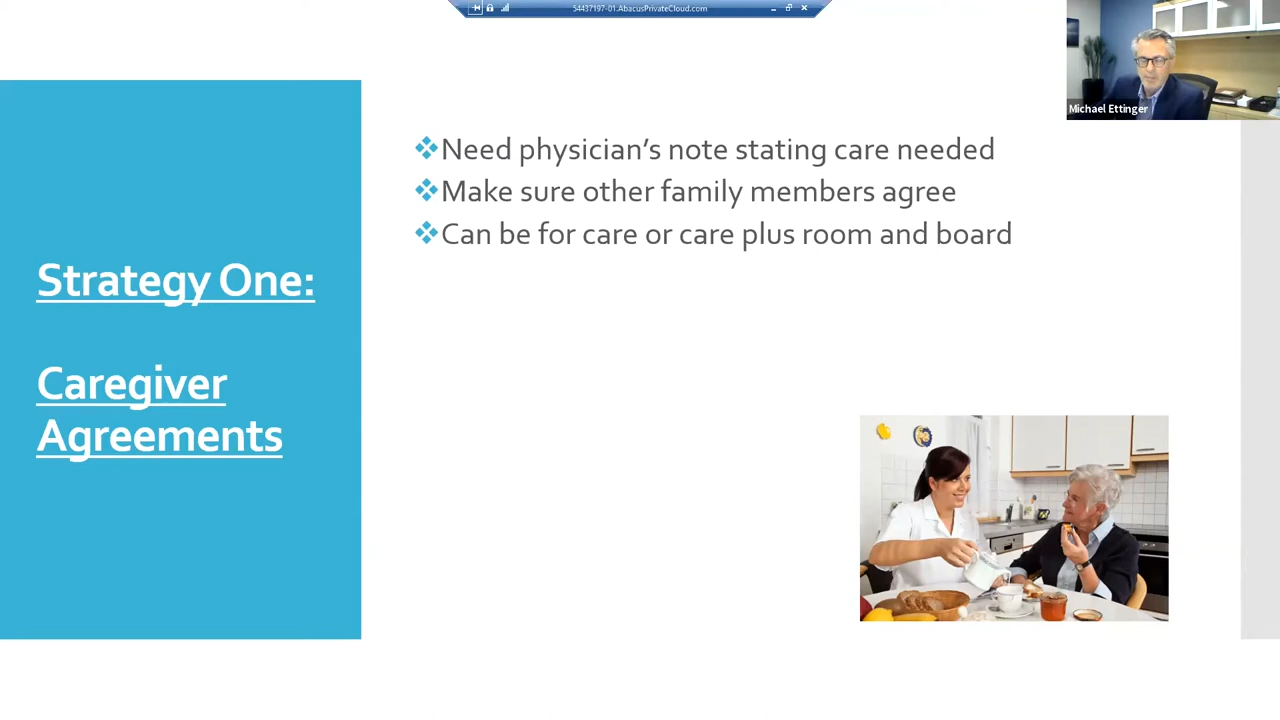 54437197-01.AbacusPrivateCloud.com
Michael Ettinger
Strategy One:
Caregiver
Agreements
Need physician's note stating care needed
Make sure other family members agree
Can be for care or care plus room and board